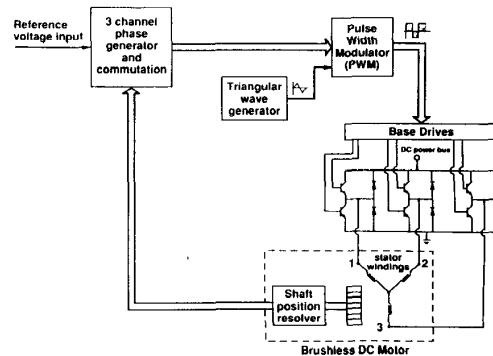 Reference
voltage input
3 channel
phase
generator
and
commutation
Pulse
Width
Modulator
(PWM)
Triangular
wave
generator
Base Drives
DC power bus
1
stator
windings
2
Shaft
position
resolver
3
Brushless DC Motor